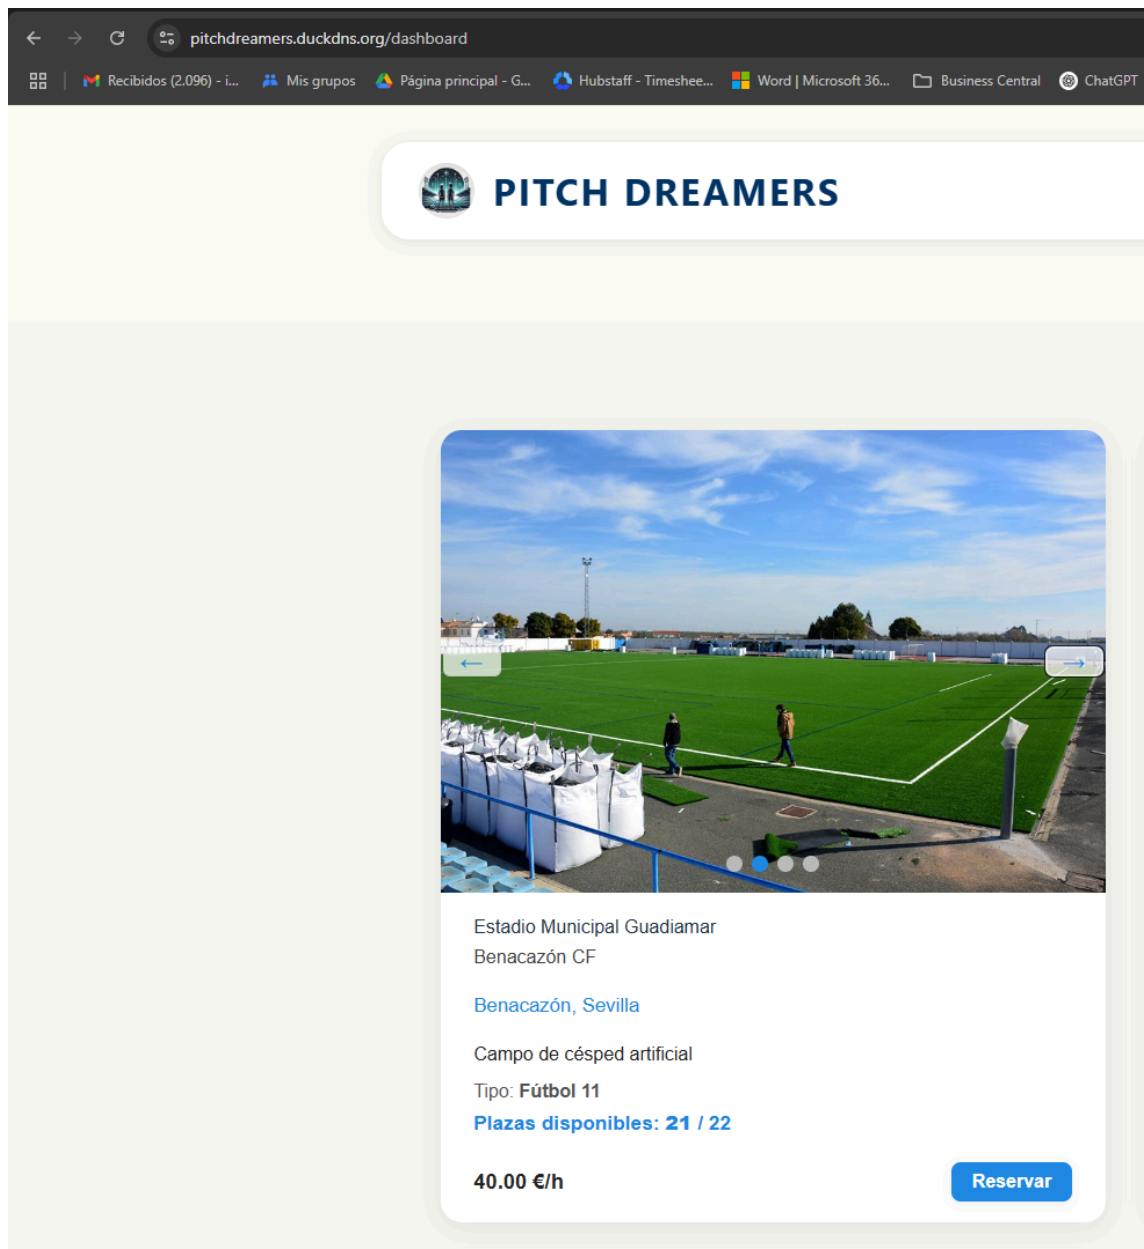 pitchdreamers.duckdns.org/dashboard
Recibidos (2.096) - i... Mis grupos Página principal - G... Hubstaff - Timeshee... Word | Microsoft 36... Business Central ChatGPT
PITCH DREAMERS
←
→
Estadio Municipal Guadiamar
Benacazón CF
Benacazón, Sevilla
Campo de césped artificial
Tipo: Fútbol 11
Plazas disponibles: 21 / 22
40.00 €/h Reservar